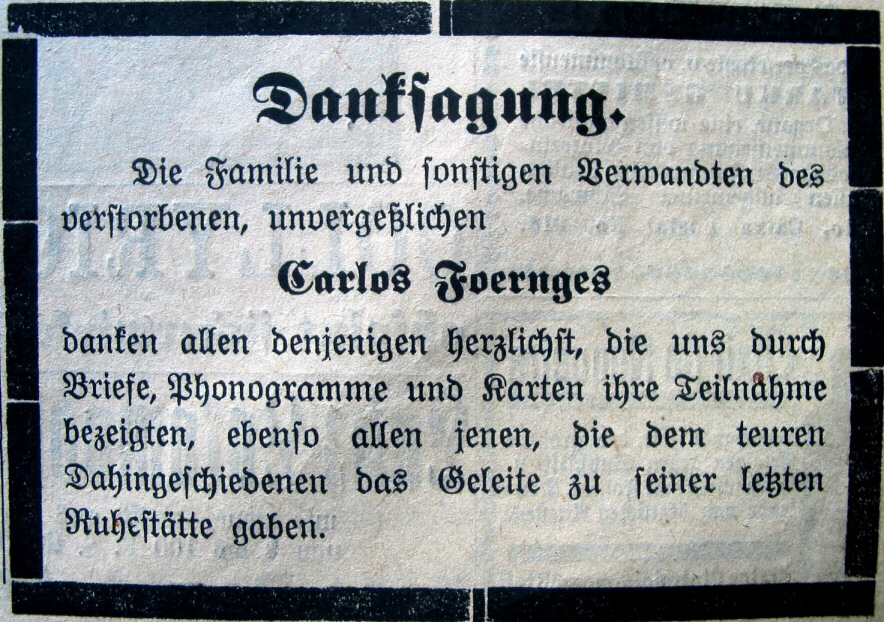 Danksagung.
Die Familie und sonstigen Verwandten des
verstorbenen, unvergeßlichen
Carlos Foernges
danken allen denjenigen herzlichst, die uns durch
Briefe, Phonogramme und Karten ihre Teilnahme
bezeigten, ebenso allen jenen, die dem teuren
Dahingeschiedenen das Geleite zu seiner letzten
Ruhestätte gaben.